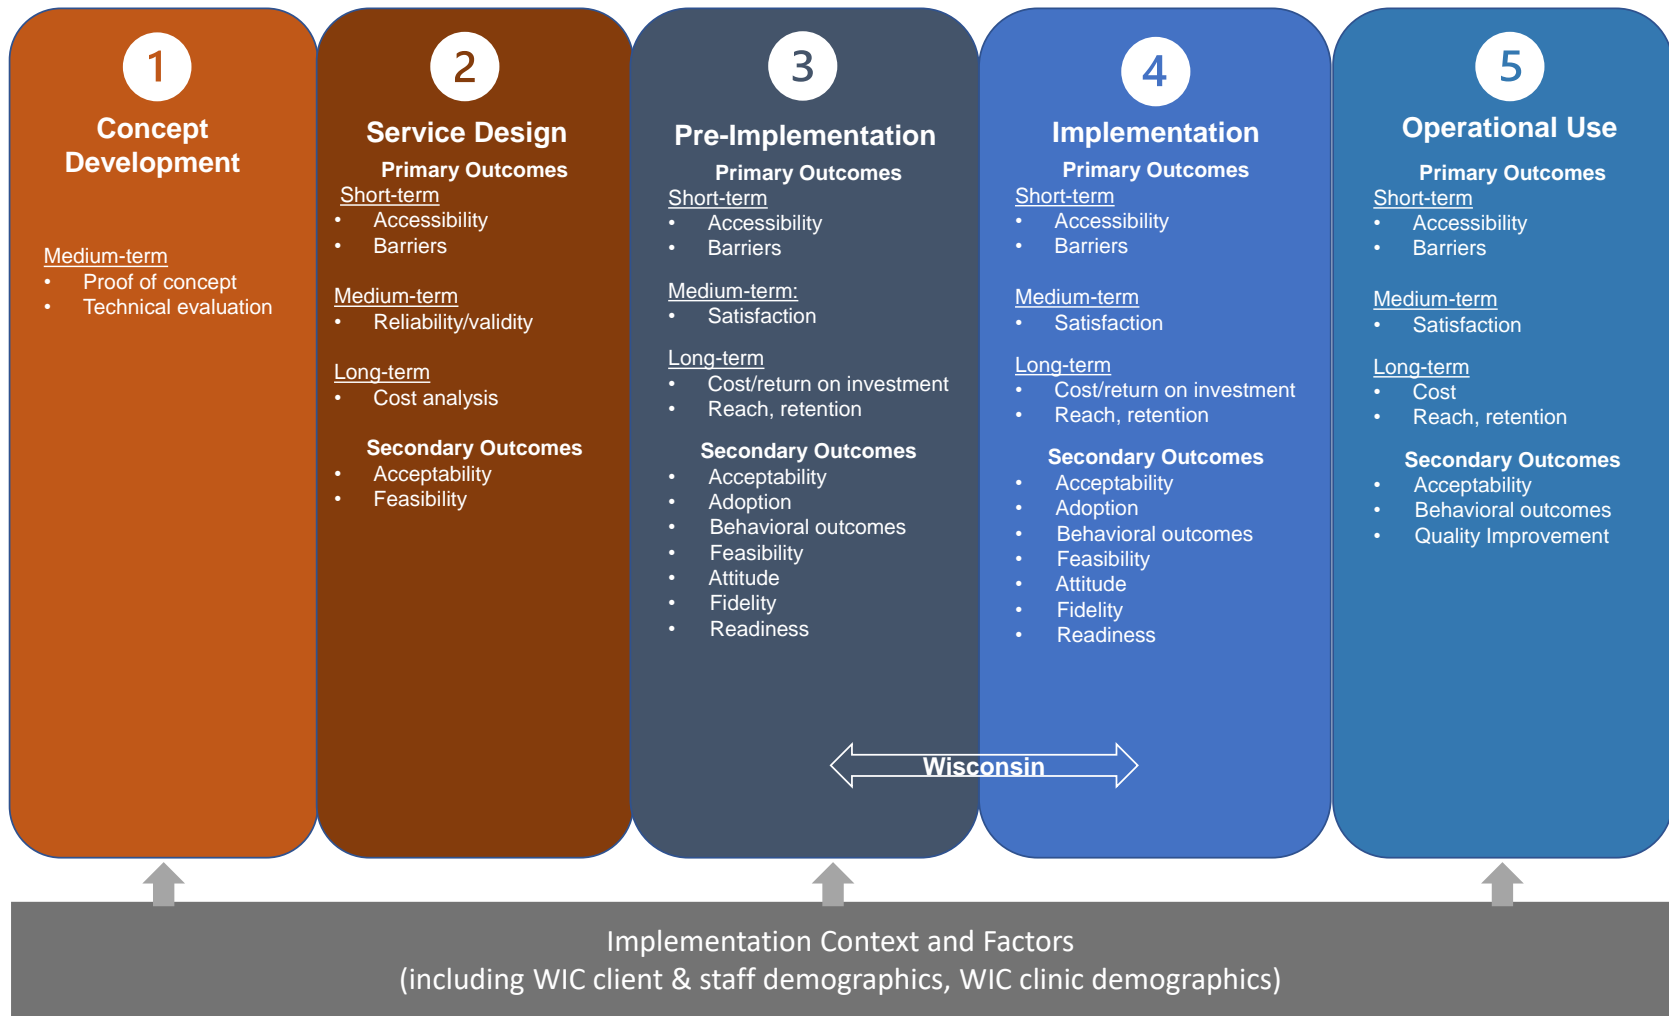 1
Concept
Development
Medium-term
• Proof of concept
• Technical evaluation
2
Service Design
Primary Outcomes
Short-term
• Accessibility
• Barriers
Medium-term
• Reliability/validity
Long-term
• Cost analysis
Secondary Outcomes
• Acceptability
• Feasibility
3
Pre-Implementation
Primary Outcomes
Short-term
• Accessibility
• Barriers
Medium-term:
• Satisfaction
Long-term
• Cost/return on investment
• Reach, retention
Secondary Outcomes
• Acceptability
• Adoption
• Behavioral outcomes
• Feasibility
• Attitude
• Fidelity
• Readiness
4
Implementation
Primary Outcomes
Short-term
• Accessibility
• Barriers
Medium-term
• Satisfaction
Long-term
• Cost/return on investment
• Reach, retention
Secondary Outcomes
• Acceptability
• Adoption
• Behavioral outcomes
• Feasibility
• Attitude
• Fidelity
• Readiness
5
Operational Use
Primary Outcomes
Short-term
• Accessibility
• Barriers
Medium-term
• Satisfaction
Long-term
• Cost
• Reach, retention
Secondary Outcomes
• Acceptability
• Behavioral outcomes
• Quality Improvement
Wisconsin
Implementation Context and Factors
(including WIC client & staff demographics, WIC clinic demographics)